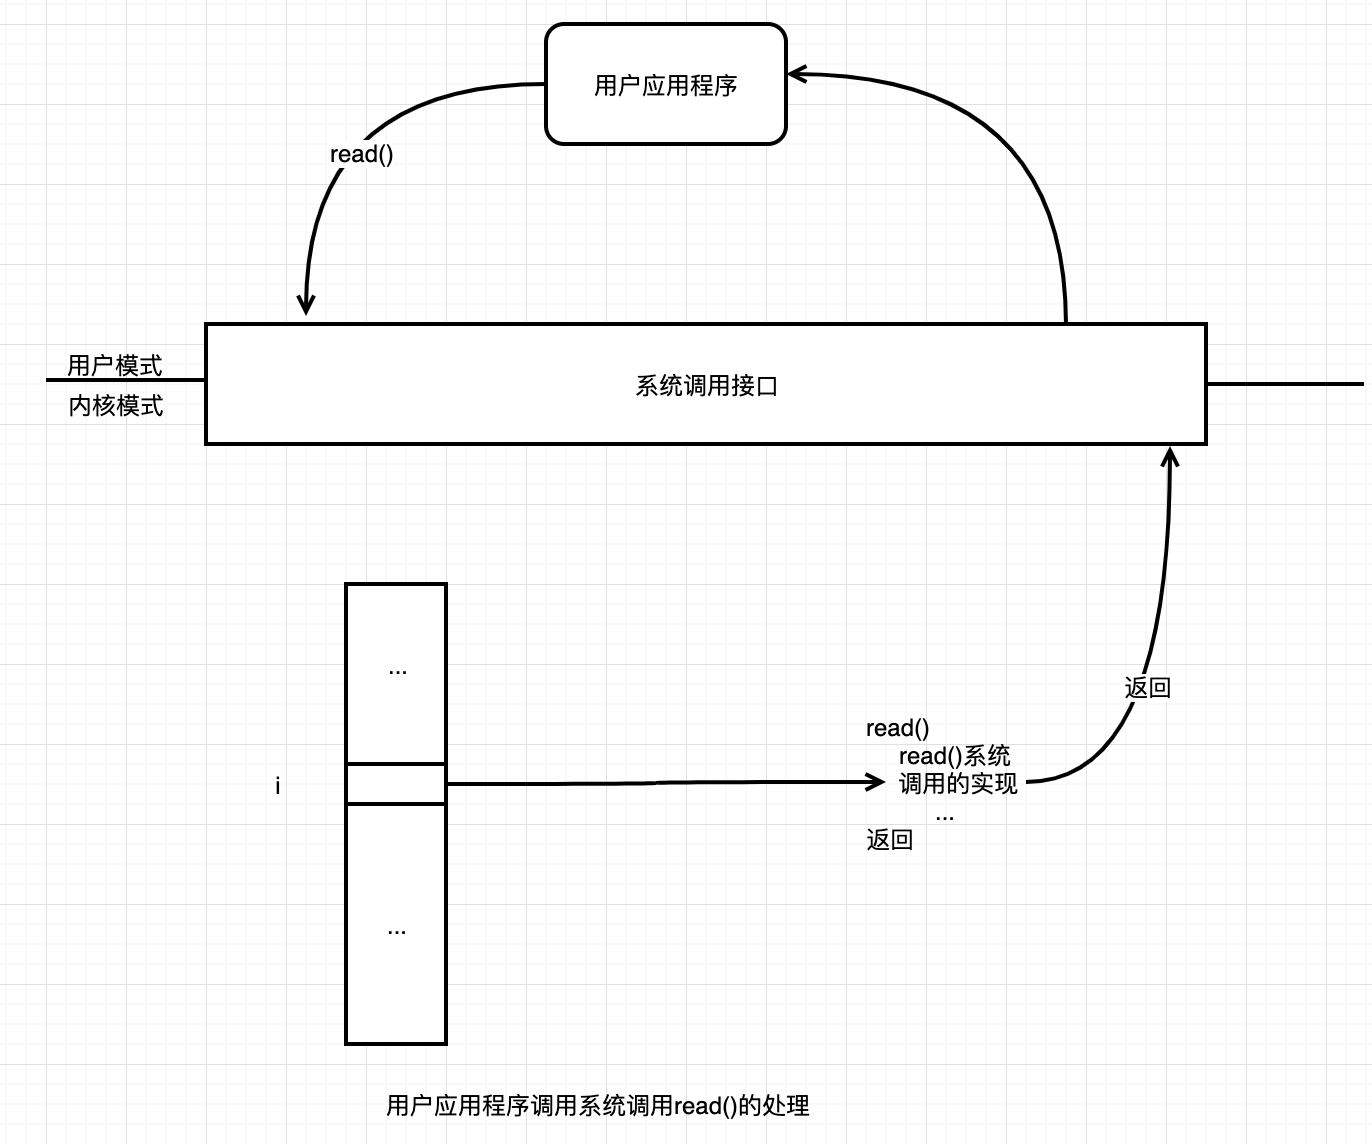 用户应用程序
read()
用户模式
内核模式
系统调用接口
...
返回
read()
read()系统
i
调用的实现
...
返回
...
用户应用程序调用系统调用read()的处理